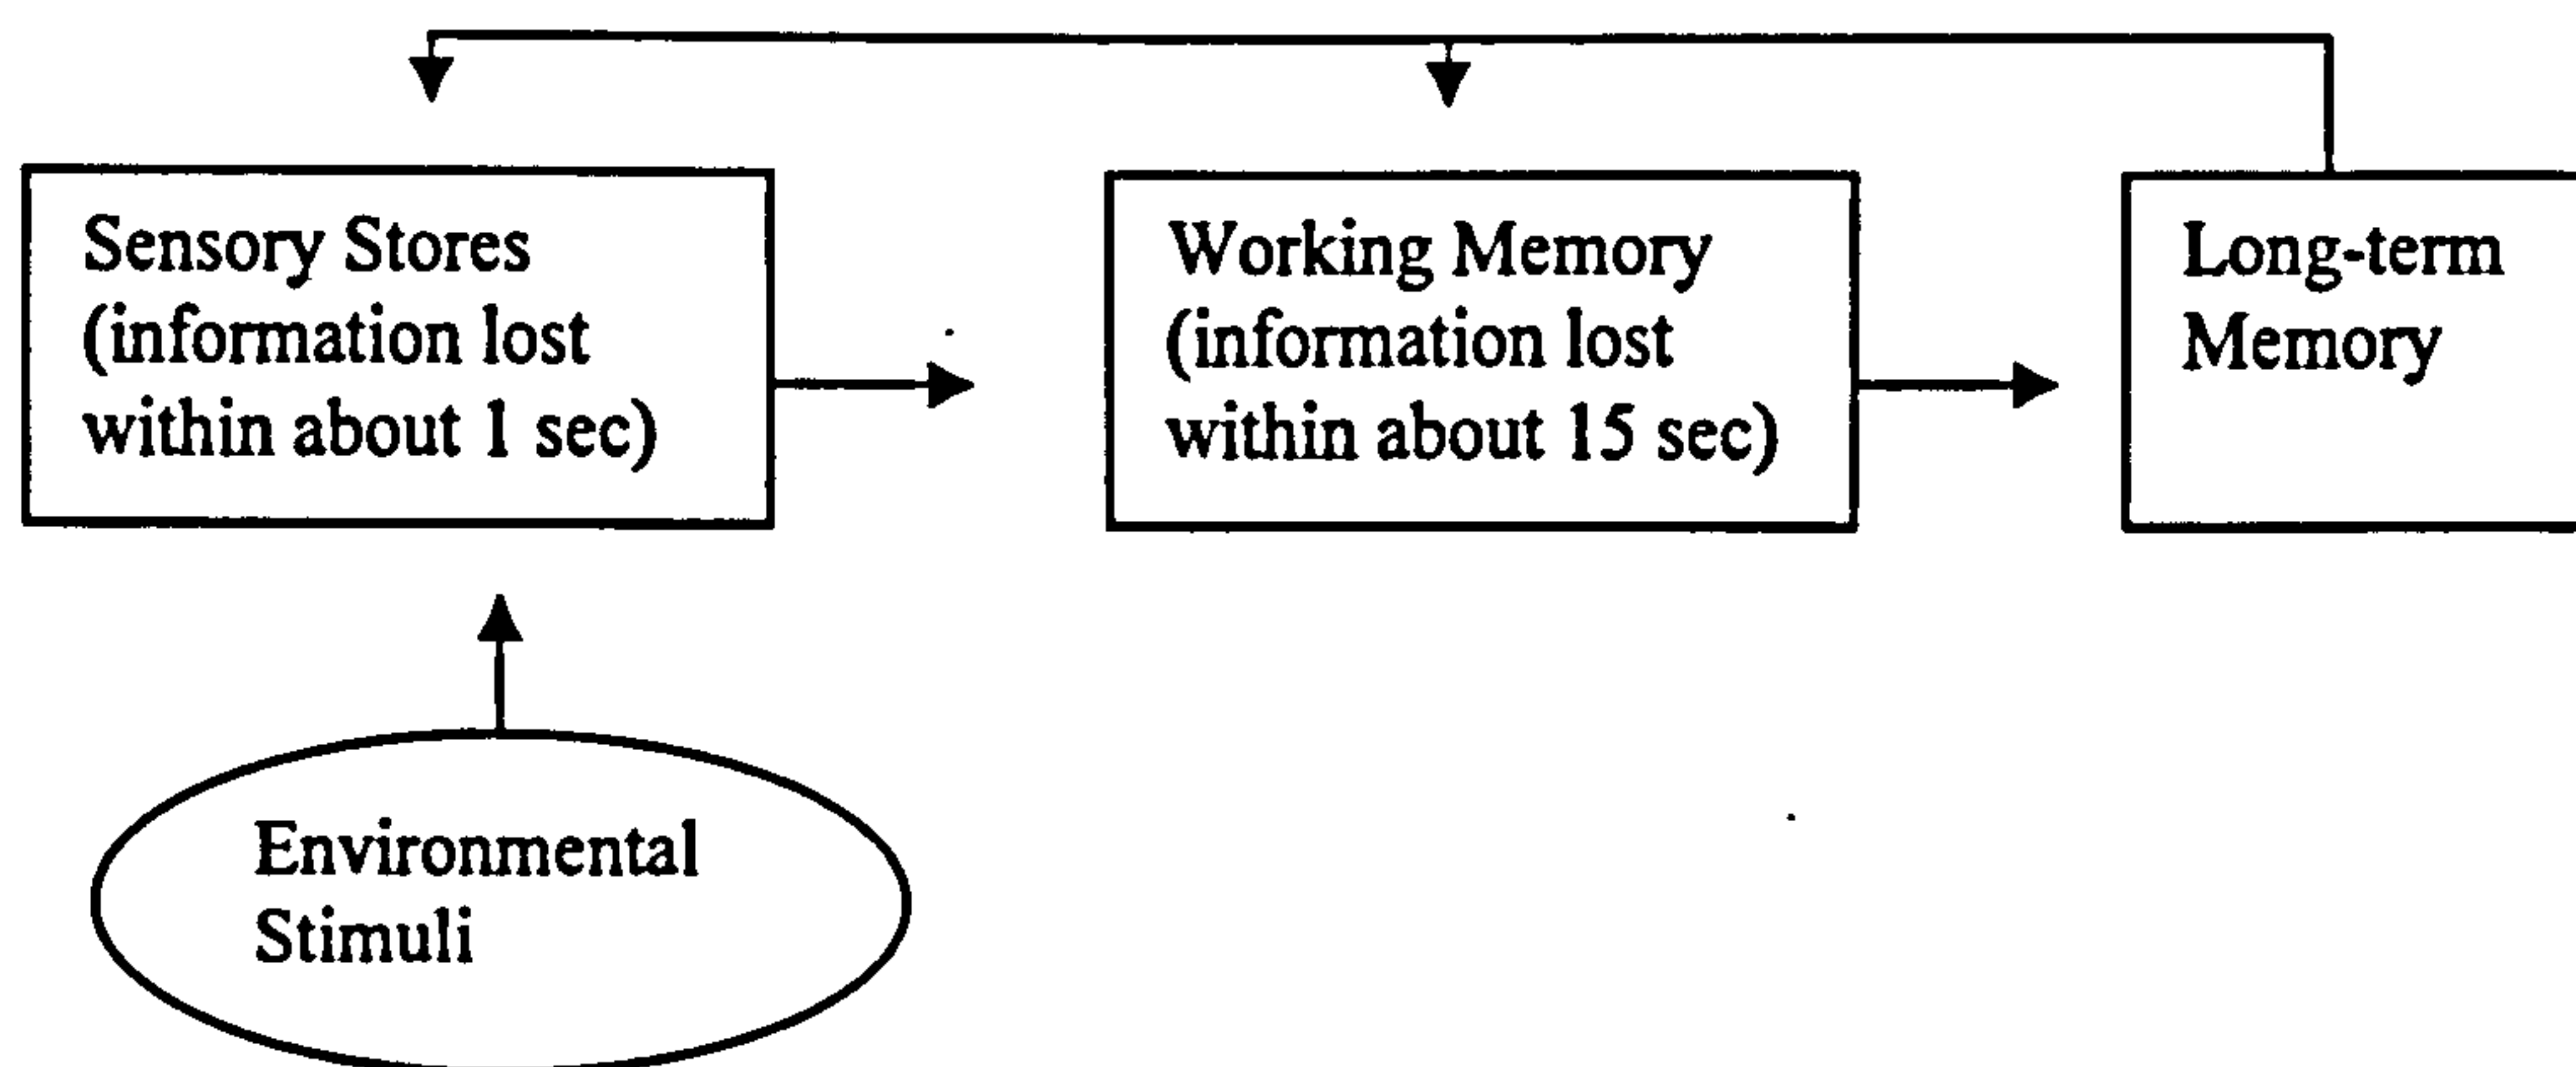 Sensory Stores
(information lost
within about 1 sec)
Working Memory
(information lost
within about 15 sec)
Long-term
Memory
Environmental
Stimuli